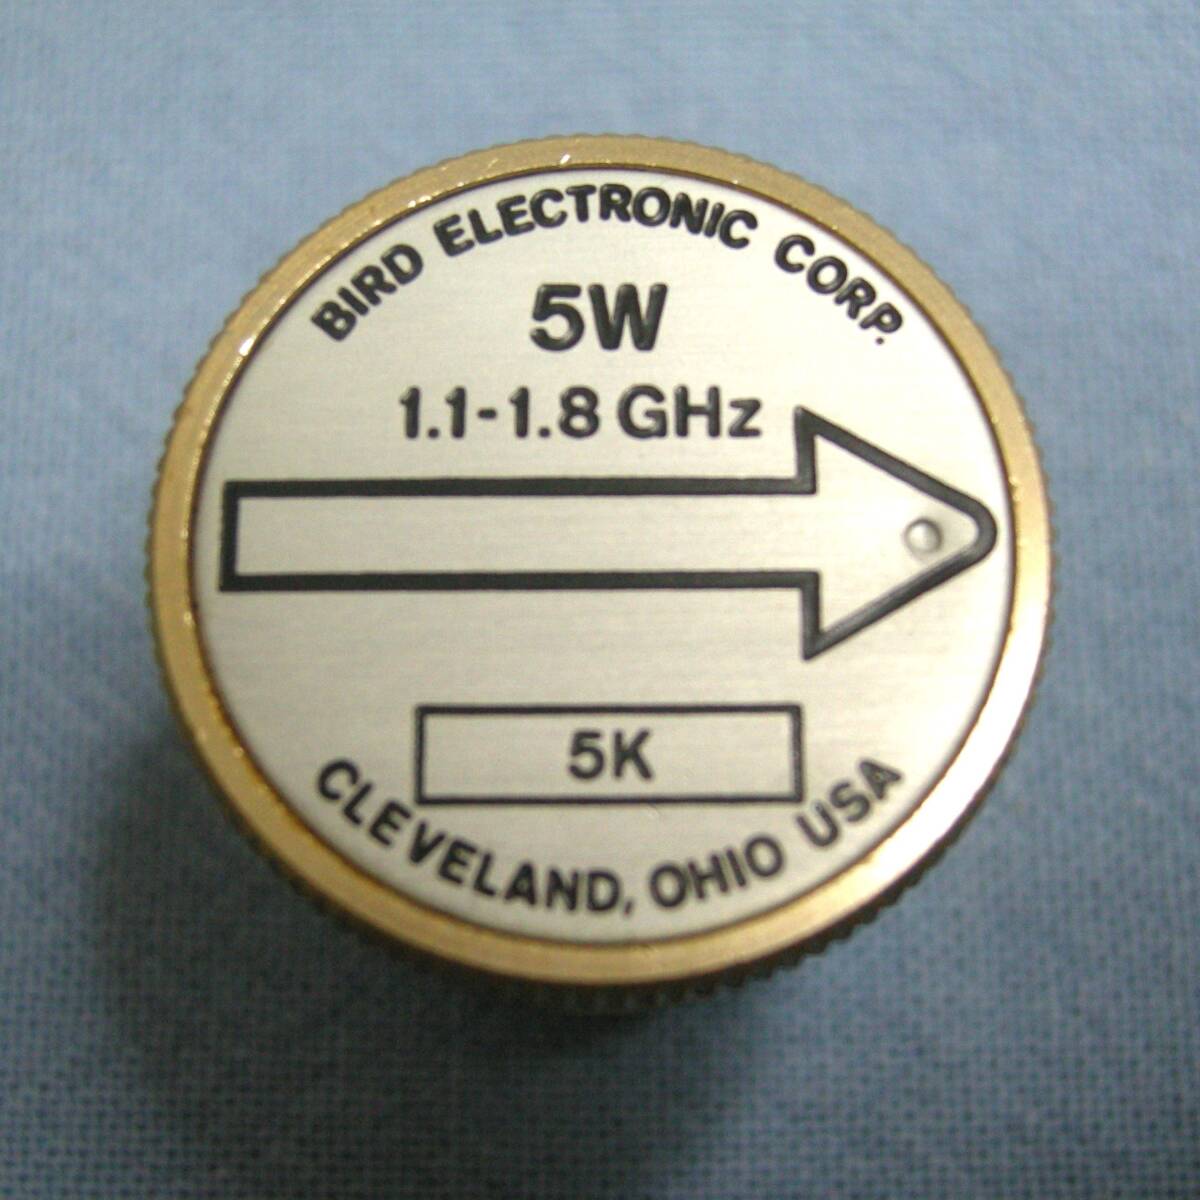 BIRD ELECTRONIC CORP.
5W
1.1-1.8 GHz
5K
CLEVELAND, OHIO USA